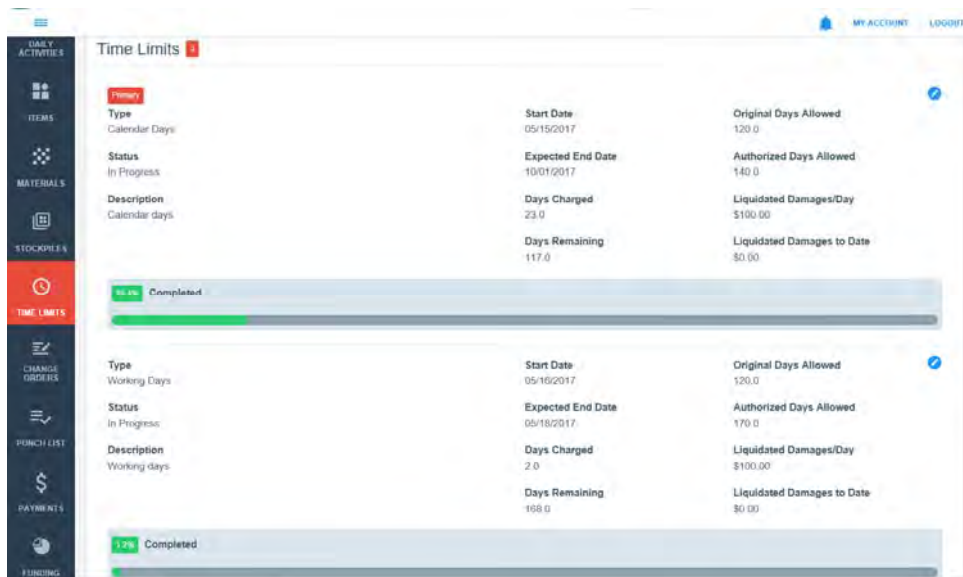 MY ACCOUNT LOGOUT
DAILY ACTIVITIES
ITEMS
MATERIALS
STOCKPILES
TIME LIMITS
CHANGE ORDERS
PUNCH LIST
PAYMENTS
FUNDING
Time Limits
Primary
Type
Calendar Days
Start Date
05/15/2017
Original Days Allowed
120.0
Status
In Progress
Expected End Date
10/01/2017
Authorized Days Allowed
140.0
Description
Calendar days
Days Charged
23.0
Liquidated Damages/Day
$100.00
Days Remaining
117.0
Liquidated Damages to Date
$0.00
Completed
Type
Working Days
Start Date
05/16/2017
Original Days Allowed
120.0
Status
In Progress
Expected End Date
05/18/2017
Authorized Days Allowed
170.0
Description
Working days
Days Charged
2.0
Liquidated Damages/Day
$100.00
Days Remaining
168.0
Liquidated Damages to Date
$0.00
1.2% Completed